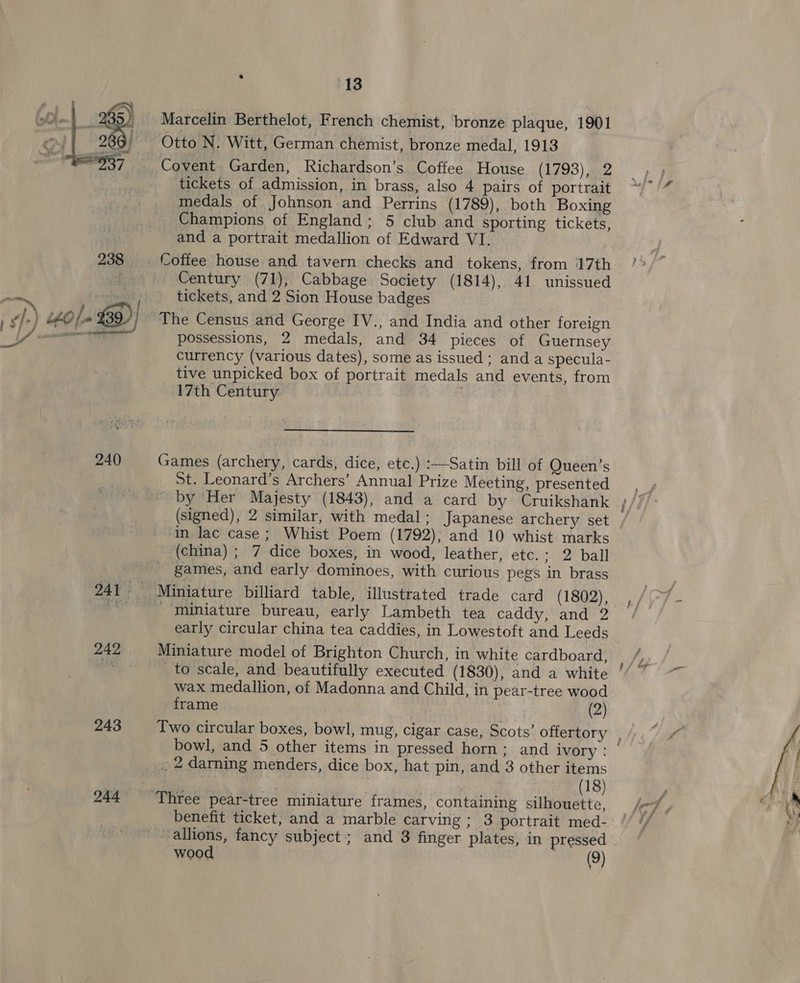 13
235 Marcelin Berthelot, French chemist, bronze plaque, 1901
236 Otto N. Witt, German chemist, bronze medal, 1913
237 Covent Garden, Richardson's Coffee House (1793), 2
tickets of admission, in brass, also 4 pairs of portrait
medals of Johnson and Perrins (1789), both Boxing
Champions of England; 5 club and sporting tickets,
and a portrait medallion of Edward VI.
238 Coffee house and tavern checks and tokens, from 17th
Century (71), Cabbage Society (1814), 41 unissued
tickets, and 2 Sion House badges
239 The Census and George IV., and India and other foreign
possessions, 2 medals, and 34 pieces of Guernsey
currency (various dates), some as issued; and a specula-
tive unpicked box of portrait medals and events, from
17th Century
240 Games (archery, cards, dice, etc.):—Satin bill of Queen's
St. Leonard's Archers' Annual Prize Meeting, presented
by Her Majesty (1843), and a card by Cruikshank
(signed), 2 similar, with medal; Japanese archery set
in lac case; Whist Poem (1792), and 10 whist marks
(china); 7 dice boxes, in wood, leather, etc.; 2 ball
games, and early dominoes, with curious pegs in brass
241 Miniature billiard table, illustrated trade card (1802),
miniature bureau, early Lambeth tea caddy, and 2
early circular china tea caddies, in Lowestoft and Leeds
242 Miniature model of Brighton Church, in white cardboard,
to scale, and beautifully executed (1830), and a white
wax medallion, of Madonna and Child, in pear-tree wood
frame (2)
243 Two circular boxes, bowl, mug, cigar case, Scots' offertory
bowl, and 5 other items in pressed horn; and ivory:
2 darning menders, dice box, hat pin, and 3 other items
(18)
244 Three pear-tree miniature frames, containing silhouette,
benefit ticket, and a marble carving; 3 portrait med-
allions, fancy subject; and 3 finger plates, in pressed
wood (9)